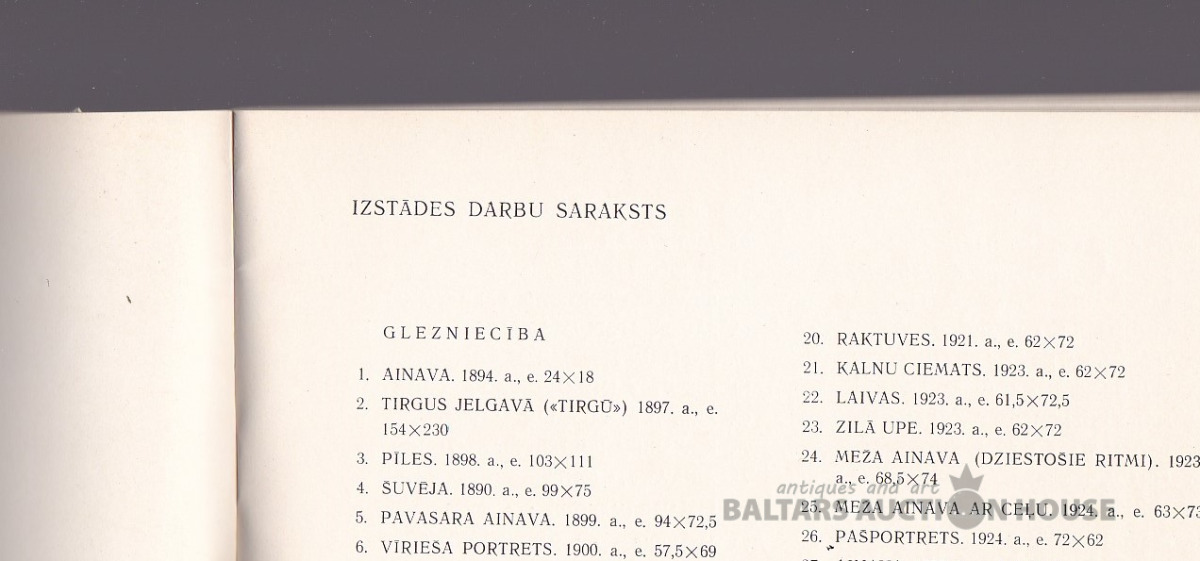 IZSTĀDES DARBU SARAKSTS
GLEZNIECĪBA
1. AINAVA. 1894. a., e. 24×18
2. TIRGUS JELGAVĀ («TIRGŪ») 1897. a., e.
154×230
3. PĪLES. 1898. a., e. 103×111
4. ŠUVĒJA. 1890. a., e. 99×75
5. PAVASARA AINAVA. 1899. a., e. 94×72,5
6. VĪRIEŠA PORTRETS. 1900. a., e. 57,5×69
20. RAKTUVES. 1921. a., e. 62×72
21. KALNU CIEMATS. 1923. a., e. 62×72
22. LAIVAS. 1923. a., e. 61,5×72,5
23. ZILĀ UPE. 1923. a., e. 62×72
24. MEŽA AINAVA (DZIESTOŠIE RITMI). 1923
a., e. 68,5×74
25. MEŽA AINAVA AR CEĻU. 1924. a., e. 63×73
26. PAŠPORTRETS. 1924. a., e. 72×62
antiques and art
BALTARS AUCTION HOUSE